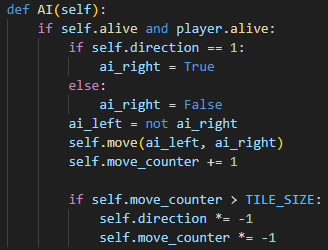 def AI(self):
    if self.alive and player.alive:
        if self.direction == 1:
            ai_right = True
        else:
            ai_right = False
        ai_left = not ai_right
        self.move(ai_left, ai_right)
        self.move_counter += 1

        if self.move_counter > TILE_SIZE:
            self.direction *= -1
            self.move_counter *= -1